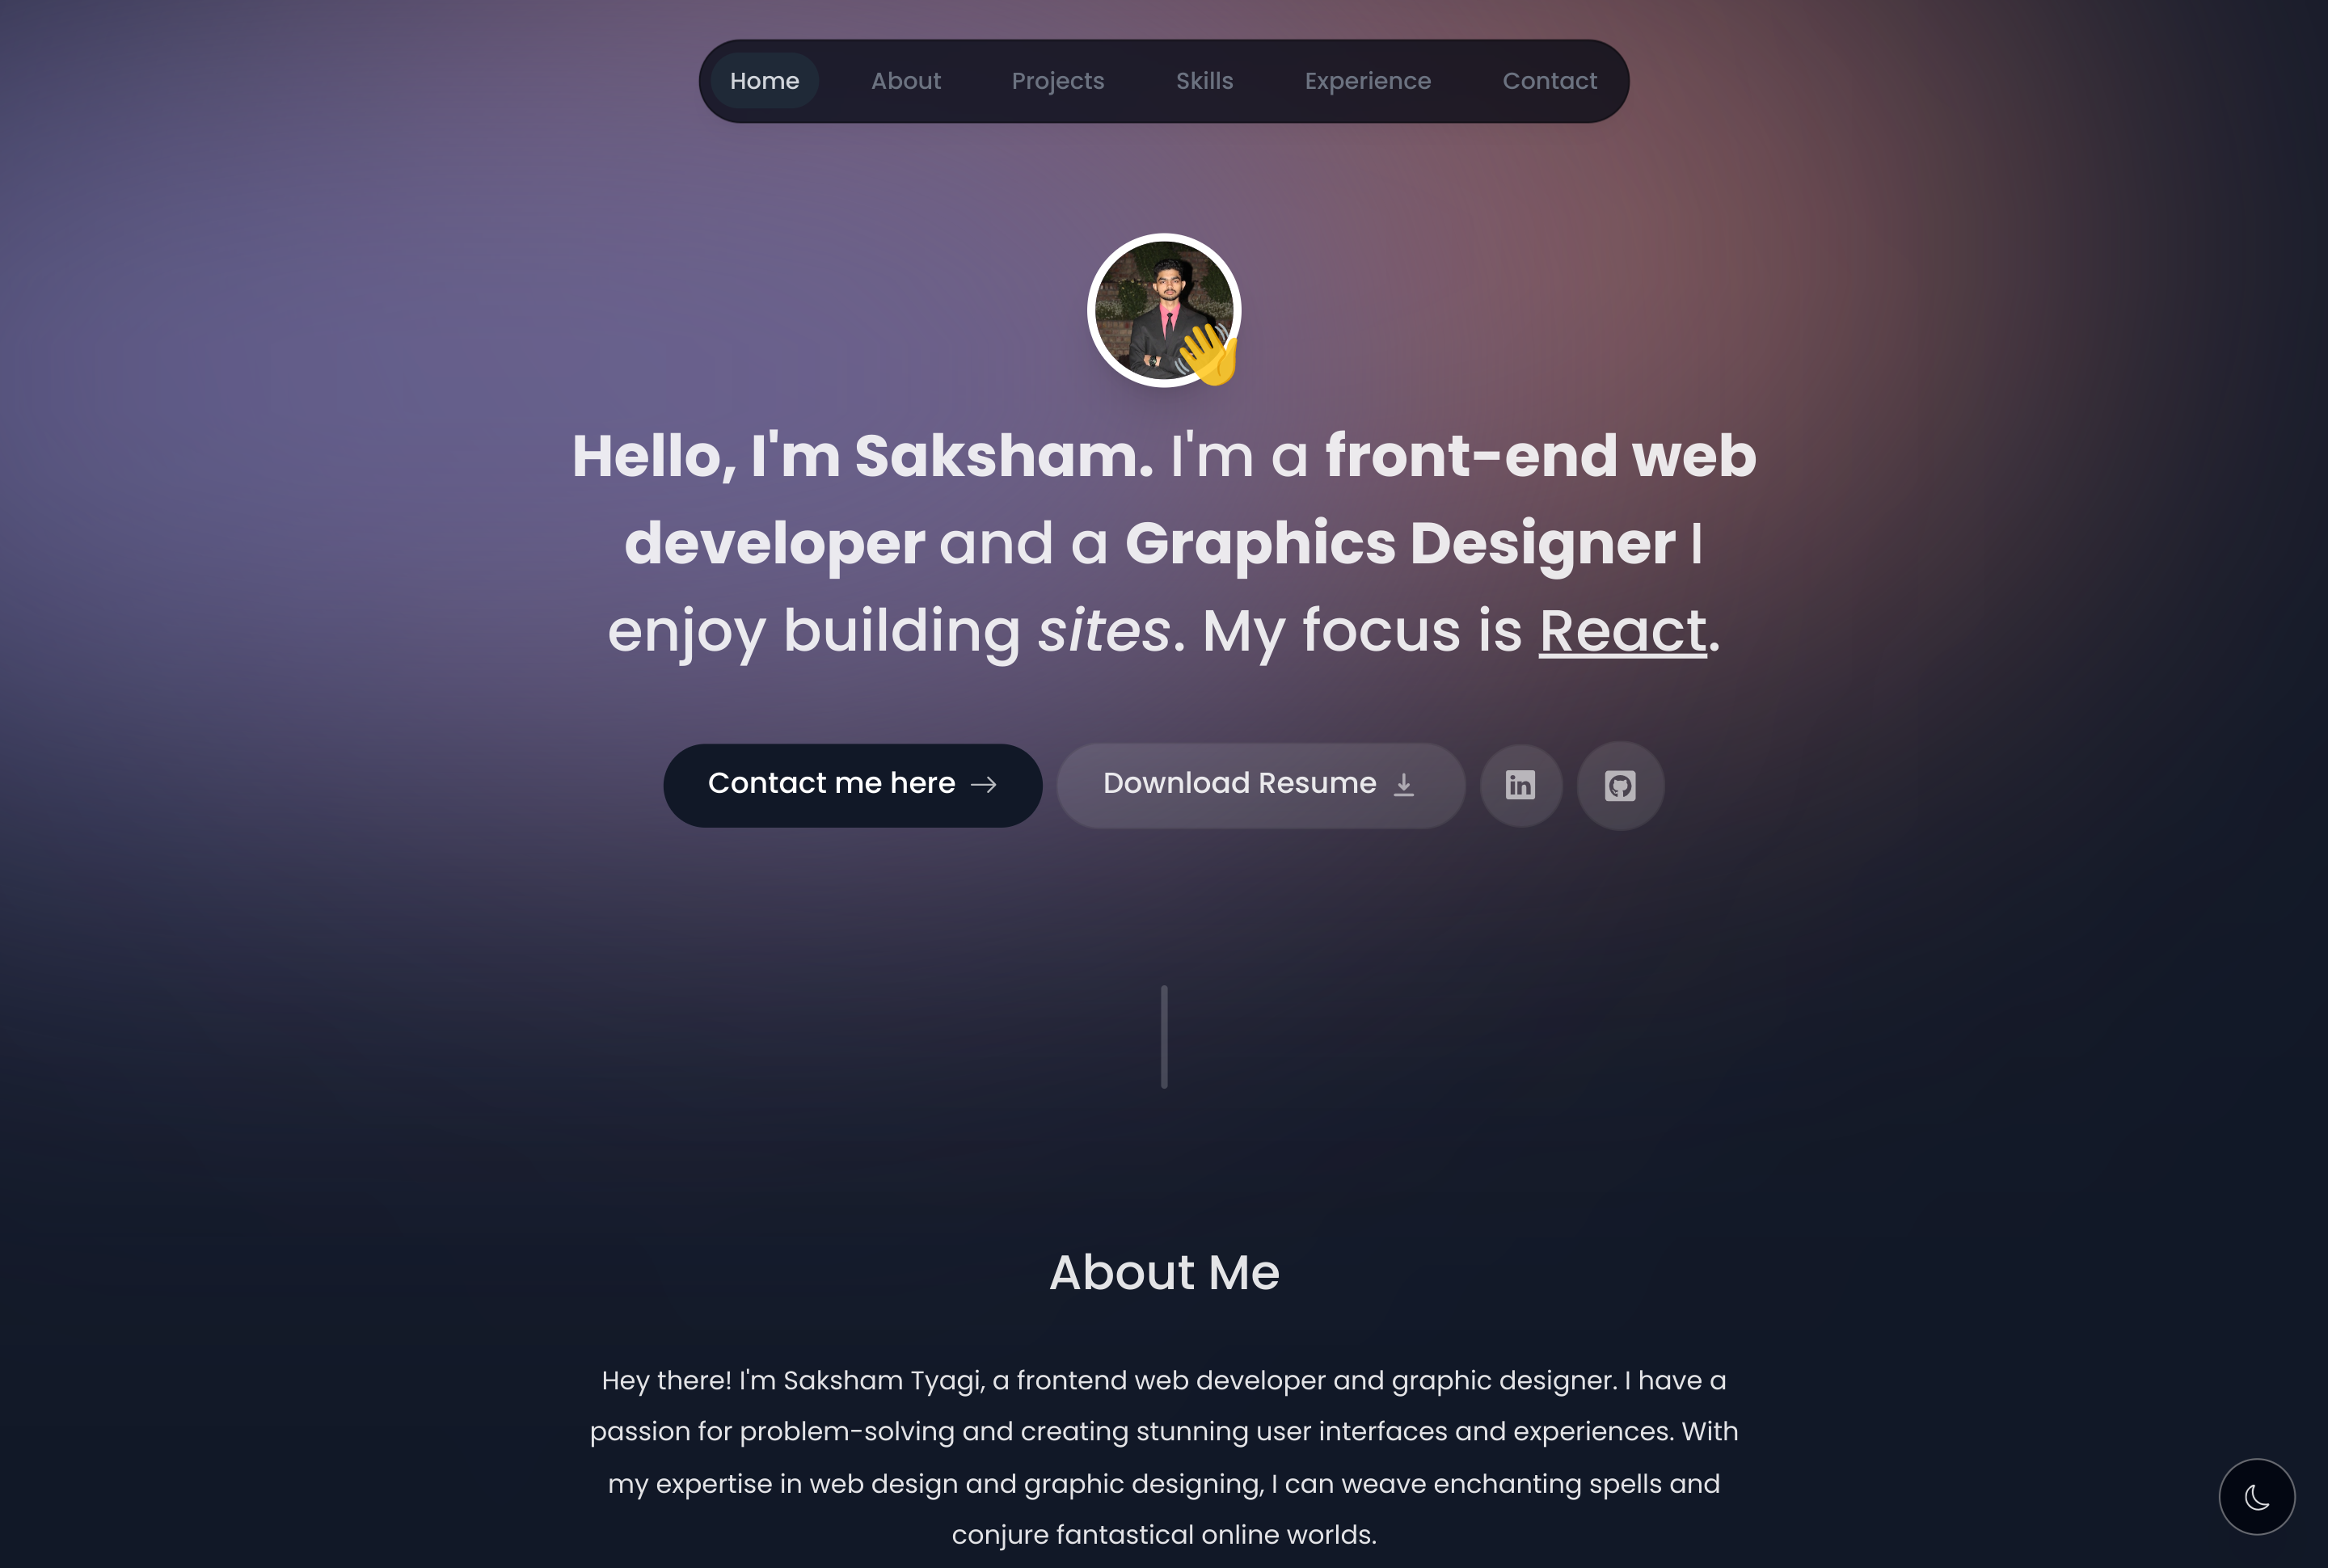 Home About Projects Skills Experience Contact
Hello, I'm Saksham. I'm a front-end web
developer and a Graphics Designer I
enjoy building sites. My focus is React.
Contact me here Download Resume in
About Me
Hey there! I'm Saksham Tyagi, a frontend web developer and graphic designer. I have a
passion for problem-solving and creating stunning user interfaces and experiences. With
my expertise in web design and graphic designing, I can weave enchanting spells and
conjure fantastical online worlds.